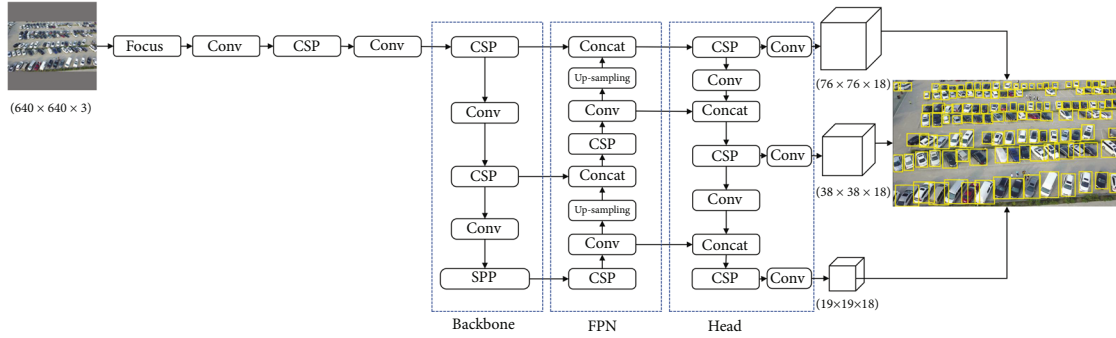 (640 × 640 × 3)
Focus
Conv
CSP
Conv
CSP
Conv
CSP
Conv
SPP
Backbone
Concat
Up-sampling
Conv
CSP
Concat
Up-sampling
Conv
CSP
FPN
CSP
Conv
Conv
Concat
CSP
Conv
Conv
Concat
CSP
Conv
Head
(76 × 76 × 18)
(38 × 38 × 18)
(19×19×18)